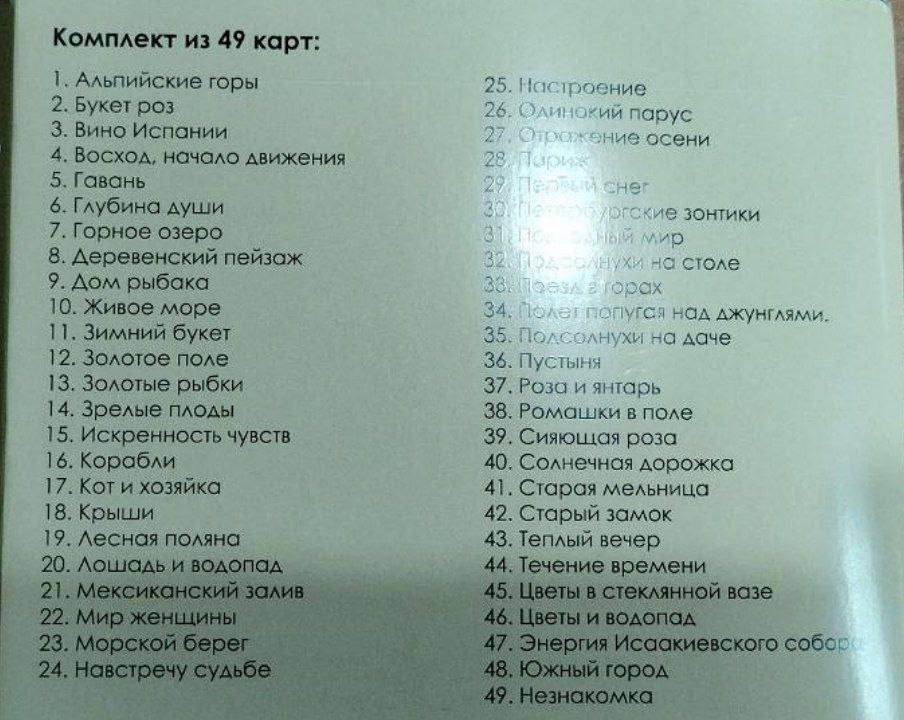 Комплект из 49 карт:
1. Альпийские горы
2. Букет роз
3. Вино Испании
4. Восход, начало движения
5. Гавань
6. Глубина души
7. Горное озеро
8. Деревенский пейзаж
9. Дом рыбака
10. Живое море
11. Зимний букет
12. Золотое поле
13. Золотые рыбки
14. Зрелые плоды
15. Искренность чувств
16. Корабли
17. Кот и хозяйка
18. Крыши
19. Лесная поляна
20. Лошадь и водопад
21. Мексиканский залив
22. Мир женщины
23. Морской берег
24. Навстречу судьбе
25. Настроение
26. Одинокий парус
27. Отражение осени
28. Париж
29. Первый снег
30. Петербургские зонтики
31. Подводный мир
32. Подсолнухи на столе
33. Поезд в горах
34. Полет попугая над джунглями.
35. Подсолнухи на даче
36. Пустыня
37. Роза и янтарь
38. Ромашки в поле
39. Сияющая роза
40. Солнечная дорожка
41. Старая мельница
42. Старый замок
43. Теплый вечер
44. Течение времени
45. Цветы в стеклянной вазе
46. Цветы и водопад
47. Энергия Исаакиевского собора
48. Южный город
49. Незнакомка